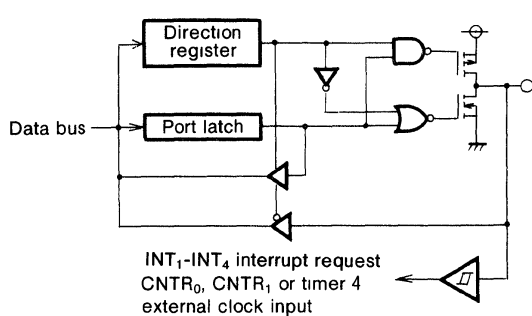 Direction
register
Data bus
Port latch
INT₁-INT₄ interrupt request
CNTR₀, CNTR₁ or timer 4
external clock input